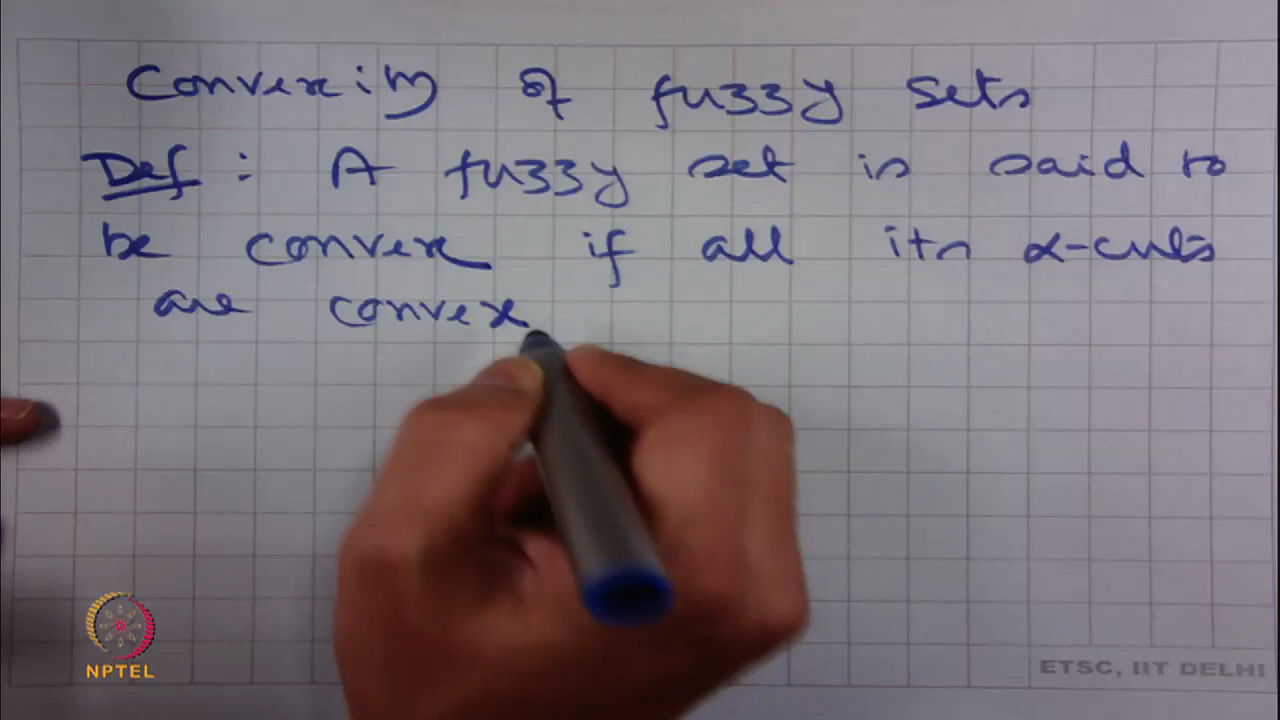 Convexity of fuzzy sets
Def : A fuzzy set is said to
be convex if all its α-cuts
are convex
NPTEL
ETSC, IIT DELHI